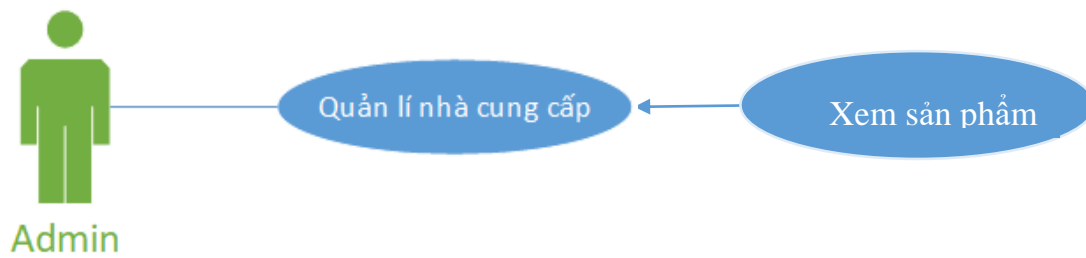 Quản lí nhà cung cấp
Xem sản phẩm
Admin